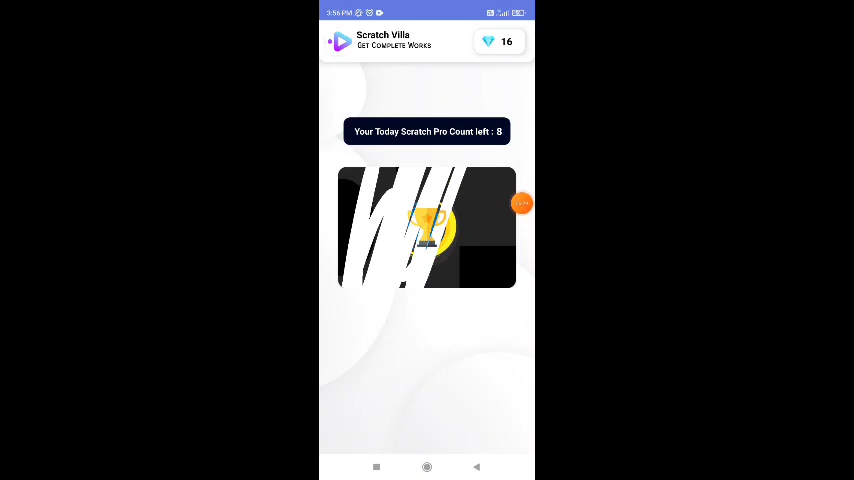 3:56 PM
Scratch Villa
GET COMPLETE WORKS
16
Your Today Scratch Pro Count left : 8